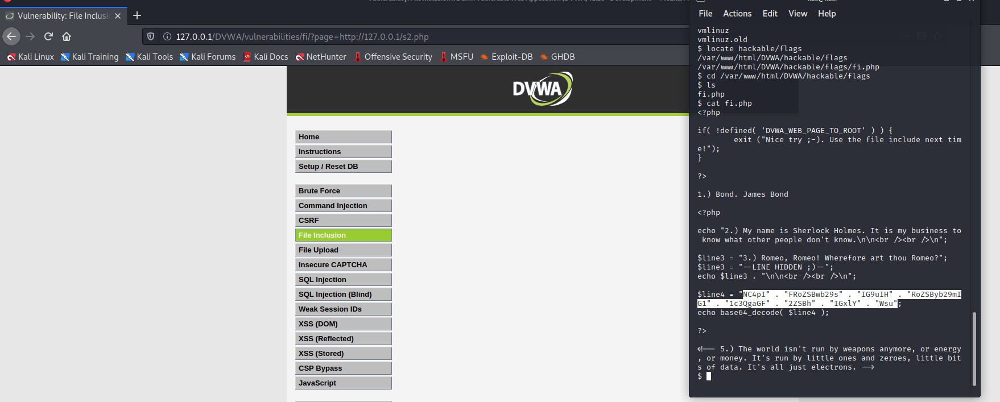 Vulnerability: File Inclusi
127.0.0.1/DVWA/vulnerabilities/fi/?page=http://127.0.0.1/s2.php
Kali Linux
Kali Training
Kali Tools
Kali Forums
Kali Docs
NetHunter
Offensive Security
MSFU
Exploit-DB
GHDB
DVWA
Home
Instructions
Setup / Reset DB
Brute Force
Command Injection
CSRF
File Inclusion
File Upload
Insecure CAPTCHA
SQL Injection
SQL Injection (Blind)
Weak Session IDs
XSS (DOM)
XSS (Reflected)
XSS (Stored)
CSP Bypass
JavaScript
File Actions Edit View Help
vmlinuz
vmlinuz.old
$ locate hackable/flags
/var/www/html/DVWA/hackable/flags
/var/www/html/DVWA/hackable/flags/fi.php
$ cd /var/www/html/DVWA/hackable/flags
$ ls
fi.php
$ cat fi.php
<?php
if( !defined( 'DVWA_WEB_PAGE_TO_ROOT' ) ) {
exit ("Nice try ;-). Use the file include next tim
e!");
}
?>
1.) Bond. James Bond
<?php
echo "2.) My name is Sherlock Holmes. It is my business to
know what other people don't know.\n\n<br /><br />\n";
$line3 = "3.) Romeo, Romeo! Wherefore art thou Romeo?";
$line3 = "--LINE HIDDEN ;)--";
echo $line3 . "\n\n<br /><br />\n";
$line4 = "NC4pI" . "FRoZSBwb29s" . "IG9uIH" . "RoZSByb29mI
G1" . "1c3QgaGF" . "2ZSBh" . "IGxlY" . "Wsu";
echo base64_decode( $line4 );
?>
<!-- 5.) The world isn't run by weapons anymore, or energy
, or money. It's run by little ones and zeroes, little bit
s of data. It's all just electrons. -->
$